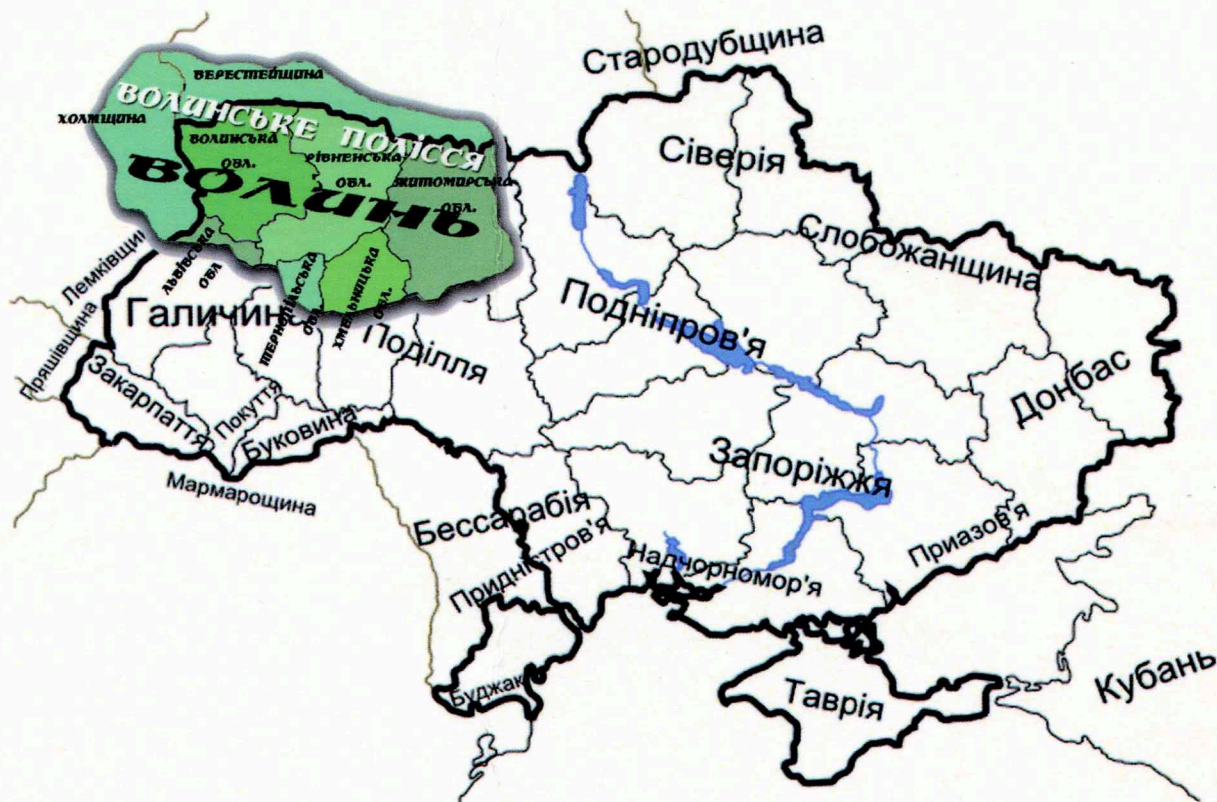 Стародубщина
ВЕРЕСТЕЙЩИНА
ХОЛМЩИНА
ВОЛИНСЬКЕ ПОЛІССЯ
ВОЛИНСЬКА
ОБЛ.
РІВНЕНСЬКА
ОБЛ.
ЖИТОМИРСЬКА
ОБЛ.
ВОЛИНЬ
Сіверія
Слобожанщина
Лемківщин
ЛЬВІВСЬКА
ОБЛ
ТЕРНОПІЛЬСЬКА
ОБЛ.
ХМЕЛЬНИЦЬКА
ОБЛ.
Галичина
Поділля
Подніпров'я
Пряшівщина
Закарпаття
Покуття
Буковина
Мармарощина
Донбас
Запоріжжя
Бессарабія
Придністров'я
Надчорномор'я
Приазов'я
Буджак
Таврія
Кубань